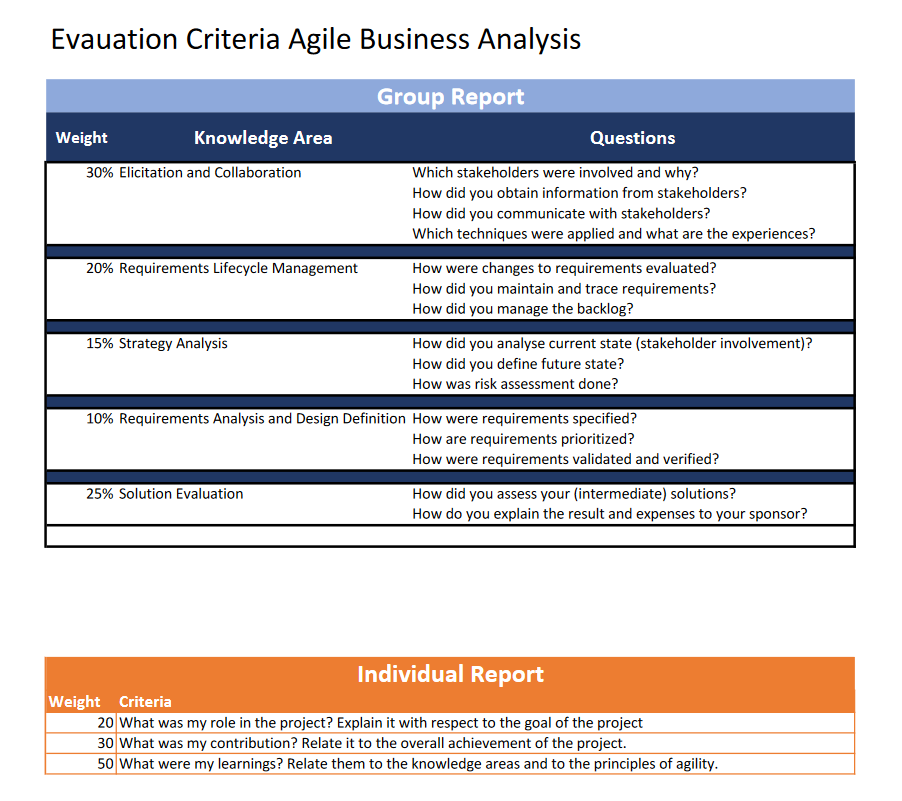 Evauation Criteria Agile Business Analysis
Group Report
Weight Knowledge Area Questions
30% Elicitation and Collaboration Which stakeholders were involved and why?
How did you obtain information from stakeholders?
How did you communicate with stakeholders?
Which techniques were applied and what are the experiences?
20% Requirements Lifecycle Management How were changes to requirements evaluated?
How did you maintain and trace requirements?
How did you manage the backlog?
15% Strategy Analysis How did you analyse current state (stakeholder involvement)?
How did you define future state?
How was risk assessment done?
10% Requirements Analysis and Design Definition How were requirements specified?
How are requirements prioritized?
How were requirements validated and verified?
25% Solution Evaluation How did you assess your (intermediate) solutions?
How do you explain the result and expenses to your sponsor?
Individual Report
Weight Criteria
20 What was my role in the project? Explain it with respect to the goal of the project
30 What was my contribution? Relate it to the overall achievement of the project.
50 What were my learnings? Relate them to the knowledge areas and to the principles of agility.